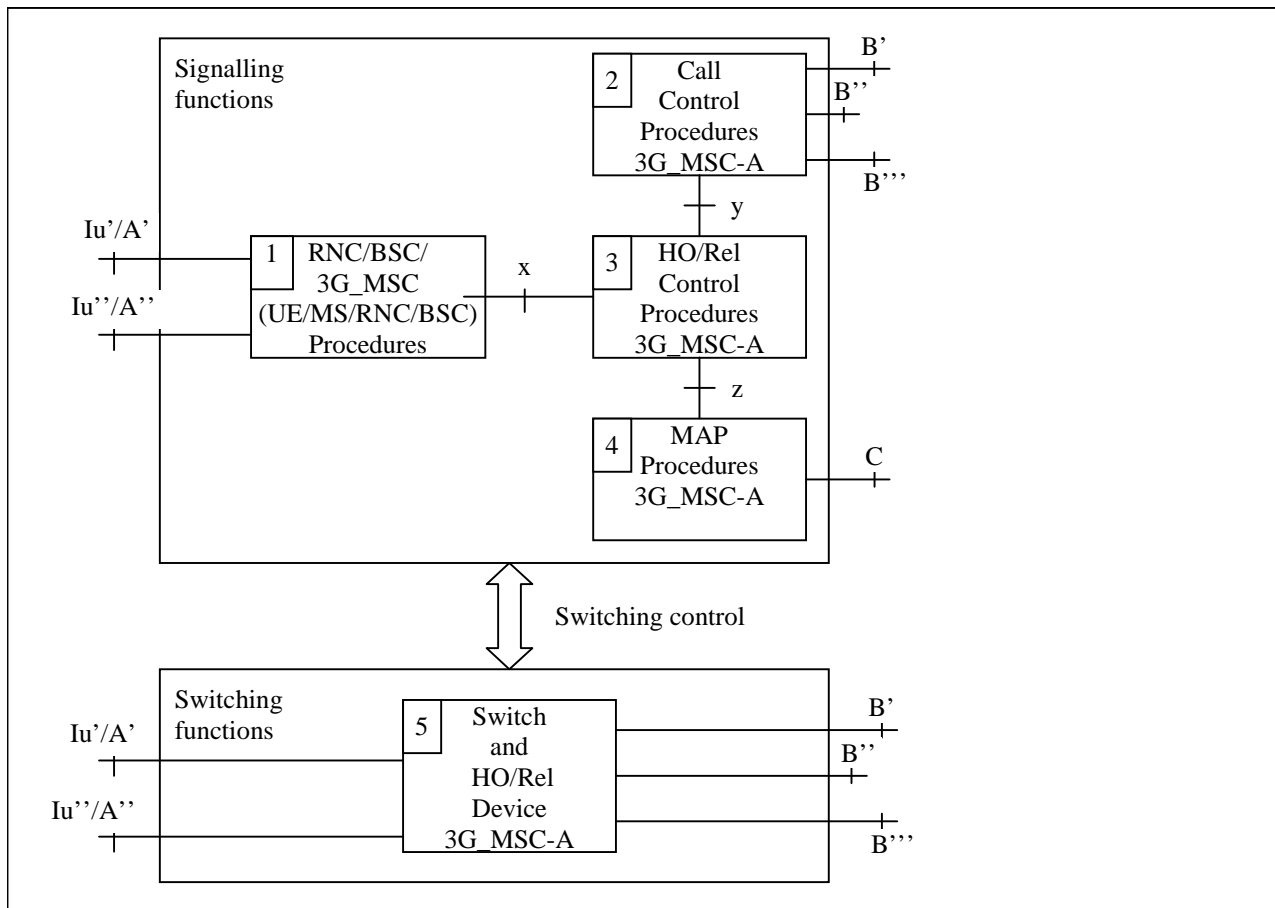 Signalling
functions
2
Call
Control
Procedures
3G_MSC-A
B'
B''
B'''
y
Iu'/A'
Iu''/A''
1
RNC/BSC/
3G_MSC
(UE/MS/RNC/BSC)
Procedures
x
3
HO/Rel
Control
Procedures
3G_MSC-A
z
4
MAP
Procedures
3G_MSC-A
C
Switching control
Switching
functions
Iu'/A'
Iu''/A''
5
Switch
and
HO/Rel
Device
3G_MSC-A
B'
B''
B'''